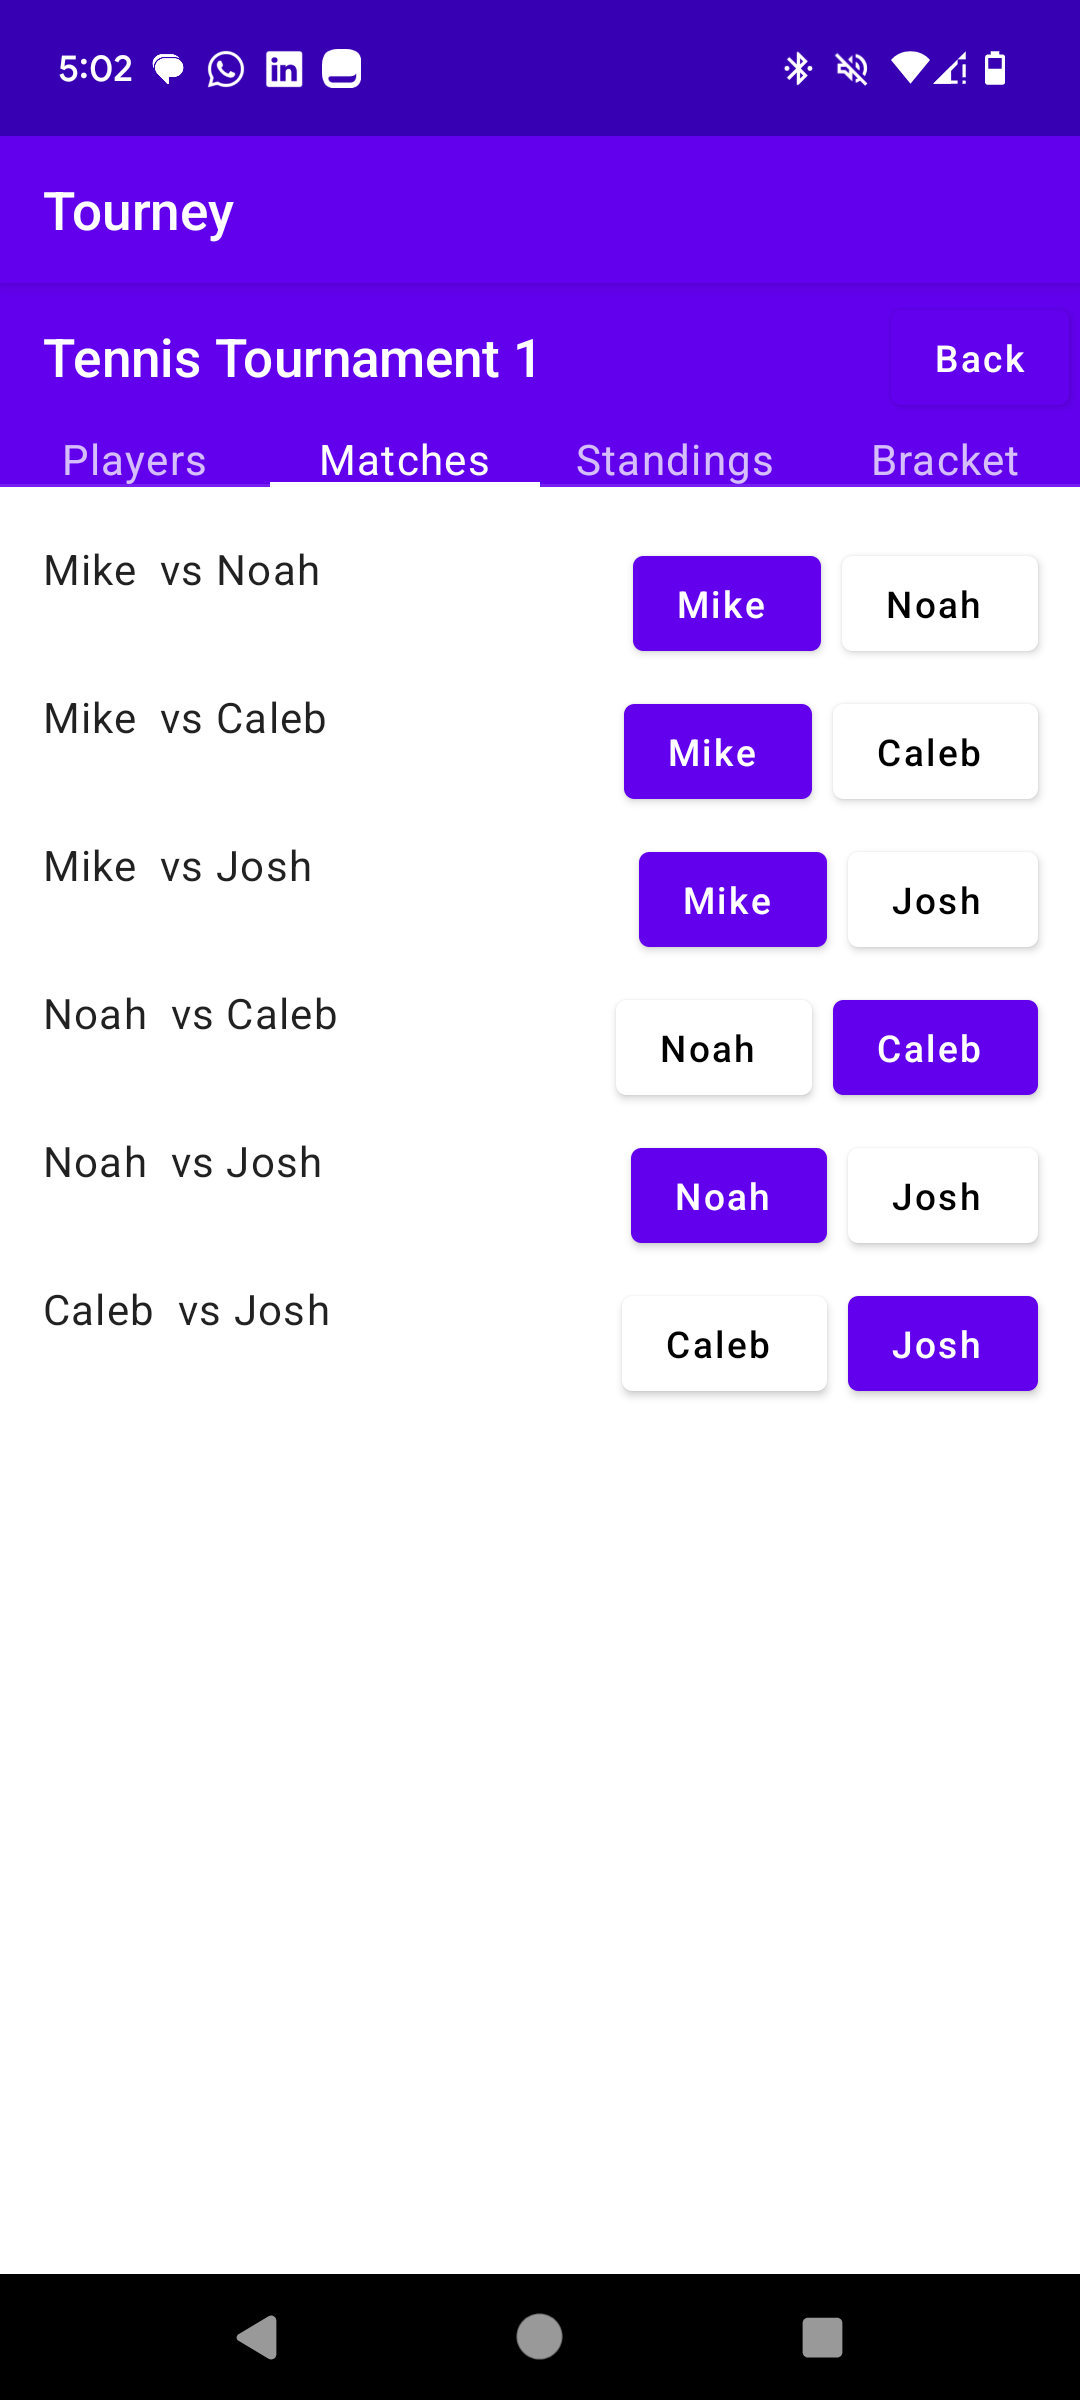 5:02
Tourney
Tennis Tournament 1 Back
Players Matches Standings Bracket
Mike vs Noah Mike Noah
Mike vs Caleb Mike Caleb
Mike vs Josh Mike Josh
Noah vs Caleb Noah Caleb
Noah vs Josh Noah Josh
Caleb vs Josh Caleb Josh